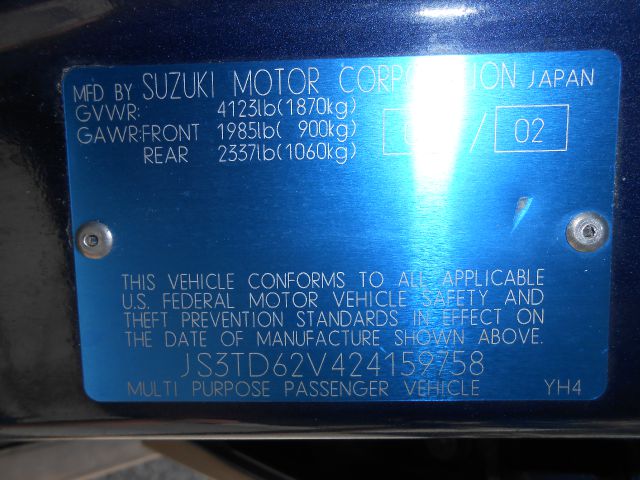 MFD BY SUZUKI MOTOR CORPORATION JAPAN
GVWR: 4123lb(1870kg)
GAWR:FRONT 1985lb( 900kg) / 02
REAR 2337lb(1060kg)
THIS VEHICLE CONFORMS TO ALL APPLICABLE
U.S. FEDERAL MOTOR VEHICLE SAFETY AND
THEFT PREVENTION STANDARDS IN EFFECT ON
THE DATE OF MANUFACTURE SHOWN ABOVE.
JS3TD62V424159758
MULTI PURPOSE PASSENGER VEHICLE YH4